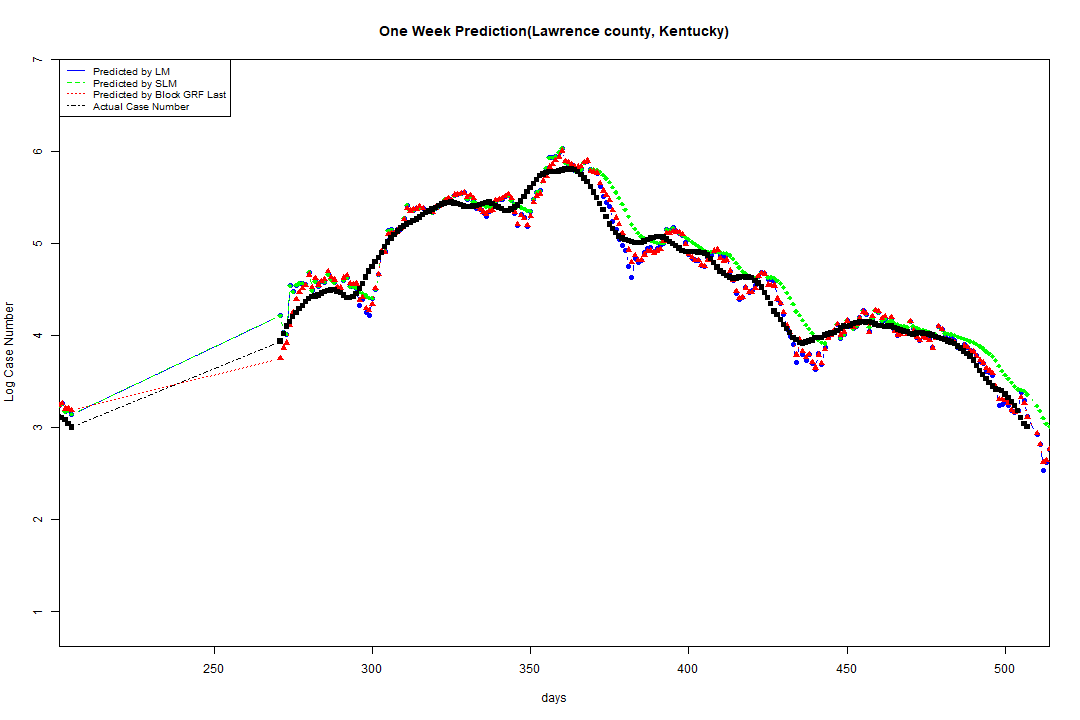 One Week Prediction(Lawrence county, Kentucky)
Predicted by LM
Predicted by SLM
Predicted by Block GRF Last
Actual Case Number
Log Case Number
7
6
5
4
3
2
1
250 300 350 400 450 500
days